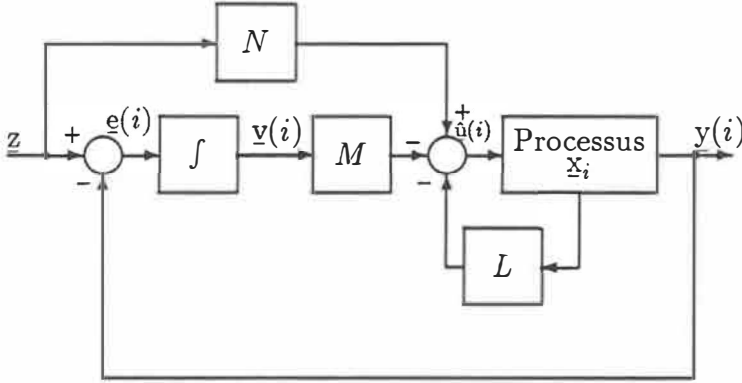 N
z
+
−
e(i)
∫
v(i)
M
−
+
−
û(i)
Processus
x_i
y(i)
L